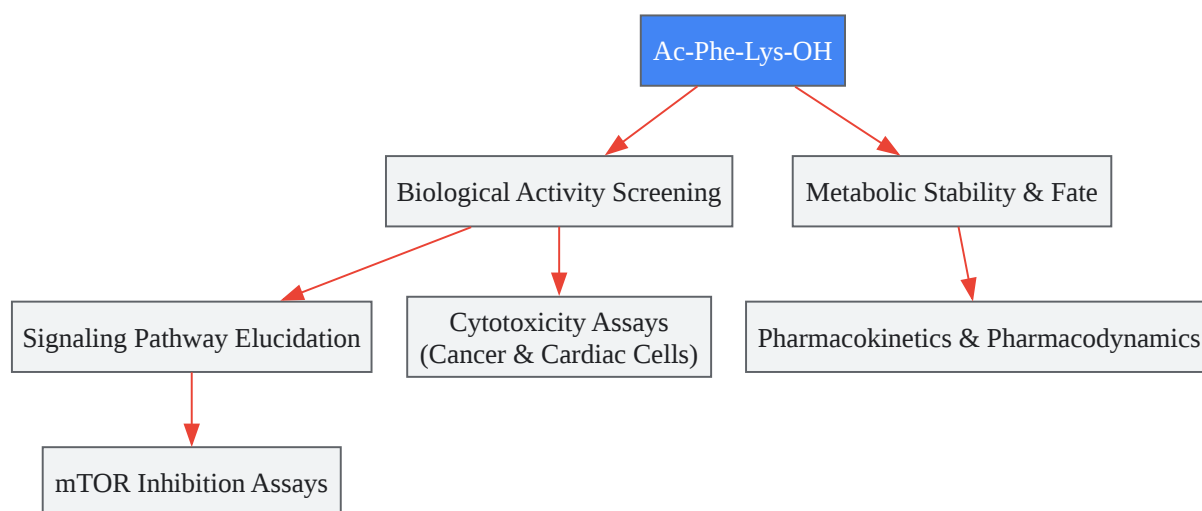 Ac-Phe-Lys-OH
Biological Activity Screening
Metabolic Stability & Fate
Signaling Pathway Elucidation
Cytotoxicity Assays
(Cancer & Cardiac Cells)
Pharmacokinetics & Pharmacodynamics
mTOR Inhibition Assays